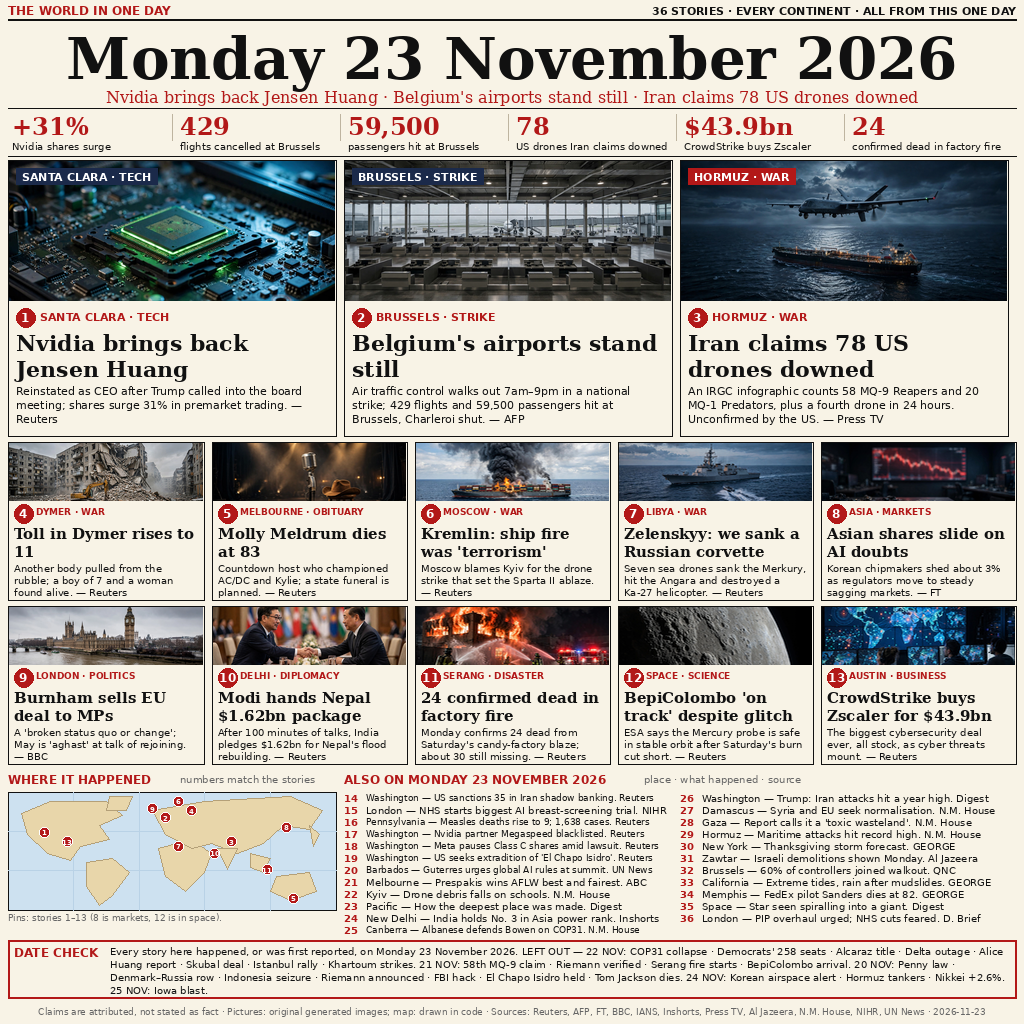 THE WORLD IN ONE DAY
36 STORIES · EVERY CONTINENT · ALL FROM THIS ONE DAY
Monday 23 November 2026
Nvidia brings back Jensen Huang · Belgium's airports stand still · Iran claims 78 US drones downed
+31%
Nvidia shares surge
429
flights cancelled at Brussels
59,500
passengers hit at Brussels
78
US drones Iran claims downed
$43.9bn
CrowdStrike buys Zscaler
24
confirmed dead in factory fire
SANTA CLARA · TECH
1 SANTA CLARA · TECH
Nvidia brings back
Jensen Huang
Reinstated as CEO after Trump called into the board
meeting; shares surge 31% in premarket trading. —
Reuters
BRUSSELS · STRIKE
2 BRUSSELS · STRIKE
Belgium's airports stand
still
Air traffic control walks out 7am–9pm in a national
strike; 429 flights and 59,500 passengers hit at
Brussels, Charleroi shut. — AFP
HORMUZ · WAR
3 HORMUZ · WAR
Iran claims 78 US
drones downed
An IRGC infographic counts 58 MQ-9 Reapers and 20
MQ-1 Predators, plus a fourth drone in 24 hours.
Unconfirmed by the US. — Press TV
4 DYMER · WAR
Toll in Dymer rises to
11
Another body pulled from the
rubble; a boy of 7 and a woman
found alive. — Reuters
5 MELBOURNE · OBITUARY
Molly Meldrum dies
at 83
Countdown host who championed
AC/DC and Kylie; a state funeral is
planned. — Reuters
6 MOSCOW · WAR
Kremlin: ship fire
was 'terrorism'
Moscow blames Kyiv for the drone
strike that set the Sparta II ablaze.
— Reuters
7 LIBYA · WAR
Zelenskyy: we sank a
Russian corvette
Seven sea drones sank the Merkury,
hit the Angara and destroyed a
Ka-27 helicopter. — Reuters
8 ASIA · MARKETS
Asian shares slide on
AI doubts
Korean chipmakers shed about 3%
as regulators move to steady
sagging markets. — FT
9 LONDON · POLITICS
Burnham sells EU
deal to MPs
A 'broken status quo or change';
May is 'aghast' at talk of rejoining.
— BBC
10 DELHI · DIPLOMACY
Modi hands Nepal
$1.62bn package
After 100 minutes of talks, India
pledges $1.62bn for Nepal's flood
rebuilding. — Reuters
11 SERANG · DISASTER
24 confirmed dead in
factory fire
Monday confirms 24 dead from
Saturday's candy-factory blaze;
about 30 still missing. — Reuters
12 SPACE · SCIENCE
BepiColombo 'on
track' despite glitch
ESA says the Mercury probe is safe
in stable orbit after Saturday's burn
cut short. — Reuters
13 AUSTIN · BUSINESS
CrowdStrike buys
Zscaler for $43.9bn
The biggest cybersecurity deal
ever, all stock, as cyber threats
mount. — Reuters
WHERE IT HAPPENED
numbers match the stories
1
13
9
6
2
4
7
10
3
8
11
5
Pins: stories 1–13 (8 is markets, 12 is in space).
ALSO ON MONDAY 23 NOVEMBER 2026
place · what happened · source
14 Washington — US sanctions 35 in Iran shadow banking. Reuters
15 London — NHS starts biggest AI breast-screening trial. NIHR
16 Pennsylvania — Measles deaths rise to 9; 1,638 cases. Reuters
17 Washington — Nvidia partner Megaspeed blacklisted. Reuters
18 Washington — Meta pauses Class C shares amid lawsuit. Reuters
19 Washington — US seeks extradition of 'El Chapo Isidro'. Reuters
20 Barbados — Guterres urges global AI rules at summit. UN News
21 Melbourne — Prespakis wins AFLW best and fairest. ABC
22 Kyiv — Drone debris falls on schools. N.M. House
23 Pacific — How the deepest place was made. Digest
24 New Delhi — India holds No. 3 in Asia power rank. Inshorts
25 Canberra — Albanese defends Bowen on COP31. N.M. House
26 Washington — Trump: Iran attacks hit a year high. Digest
27 Damascus — Syria and EU seek normalisation. N.M. House
28 Gaza — Report calls it a 'toxic wasteland'. N.M. House
29 Hormuz — Maritime attacks hit record high. N.M. House
30 New York — Thanksgiving storm forecast. GEORGE
31 Zawtar — Israeli demolitions shown Monday. Al Jazeera
32 Brussels — 60% of controllers joined walkout. QNC
33 California — Extreme tides, rain after mudslides. GEORGE
34 Memphis — FedEx pilot Sanders dies at 82. GEORGE
35 Space — Star seen spiralling into a giant. Digest
36 London — PIP overhaul urged; NHS cuts feared. D. Brief
DATE CHECK
Every story here happened, or was first reported, on Monday 23 November 2026. LEFT OUT — 22 NOV: COP31 collapse · Democrats' 258 seats · Alcaraz title · Delta outage · Alice
Huang report · Skubal deal · Istanbul rally · Khartoum strikes. 21 NOV: 58th MQ-9 claim · Riemann verified · Serang fire starts · BepiColombo arrival. 20 NOV: Penny law ·
Denmark–Russia row · Indonesia seizure · Riemann announced · FBI hack · El Chapo Isidro held · Tom Jackson dies. 24 NOV: Korean airspace alert · Hormuz tankers · Nikkei +2.6%.
25 NOV: Iowa blast.
Claims are attributed, not stated as fact · Pictures: original generated images; map: drawn in code · Sources: Reuters, AFP, FT, BBC, IANS, Inshorts, Press TV, Al Jazeera, N.M. House, NIHR, UN News · 2026-11-23